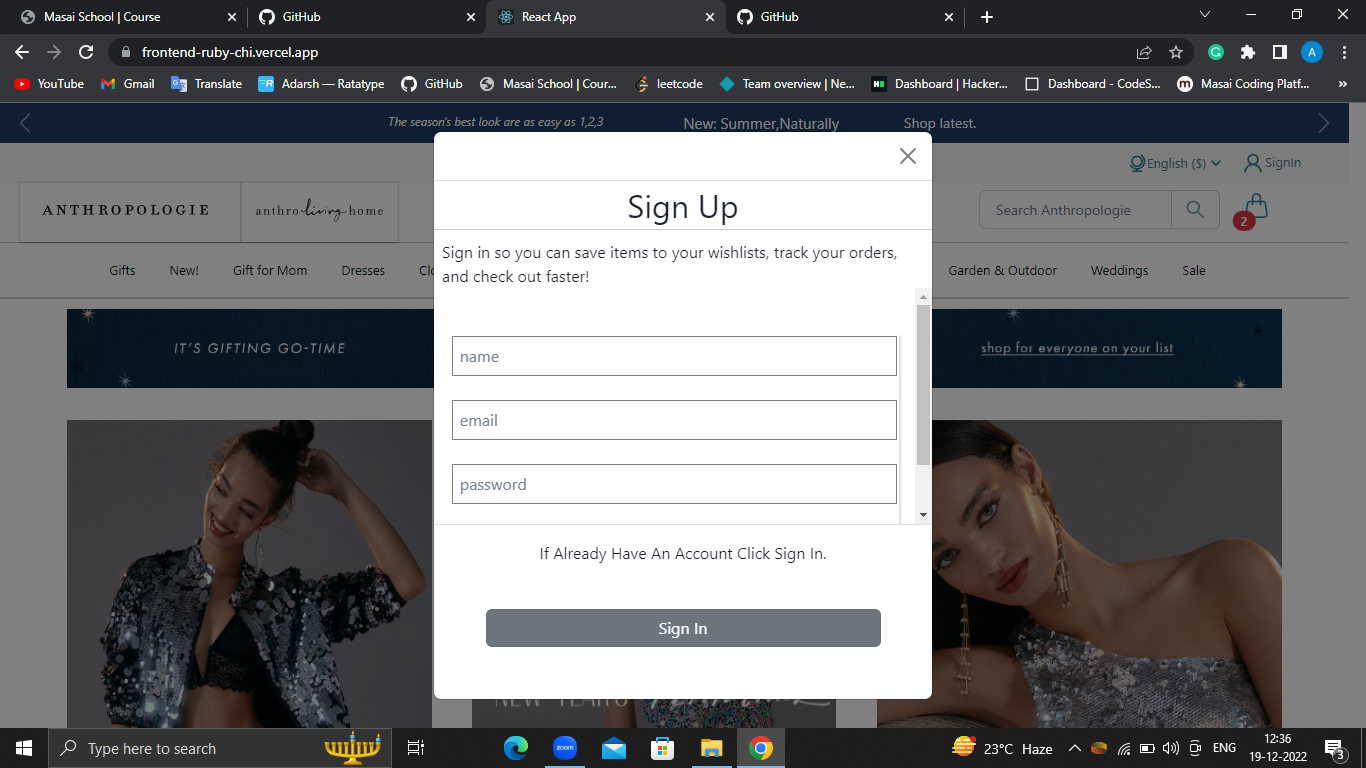 Masai School | Course
GitHub
React App
GitHub
frontend-ruby-chi.vercel.app
A
YouTube
Gmail
Translate
Adarsh — Ratatype
GitHub
Masai School | Cour...
leetcode
Team overview | Ne...
Dashboard | Hacker...
Dashboard - CodeS...
Masai Coding Platf...
The season's best look are as easy as 1,2,3
New: Summer,Naturally
Shop latest.
English ($)
SignIn
ANTHROPOLOGIE
anthro living home
Search Anthropologie
2
Gifts
New!
Gift for Mom
Dresses
Garden & Outdoor
Weddings
Sale
IT'S GIFTING GO-TIME
shop for everyone on your list
Sign Up
Sign in so you can save items to your wishlists, track your orders,
and check out faster!
name
email
password
If Already Have An Account Click Sign In.
Sign In
NEW YEAR'S
Type here to search
zoom
23°C Haze
ENG
12:36
19-12-2022
3